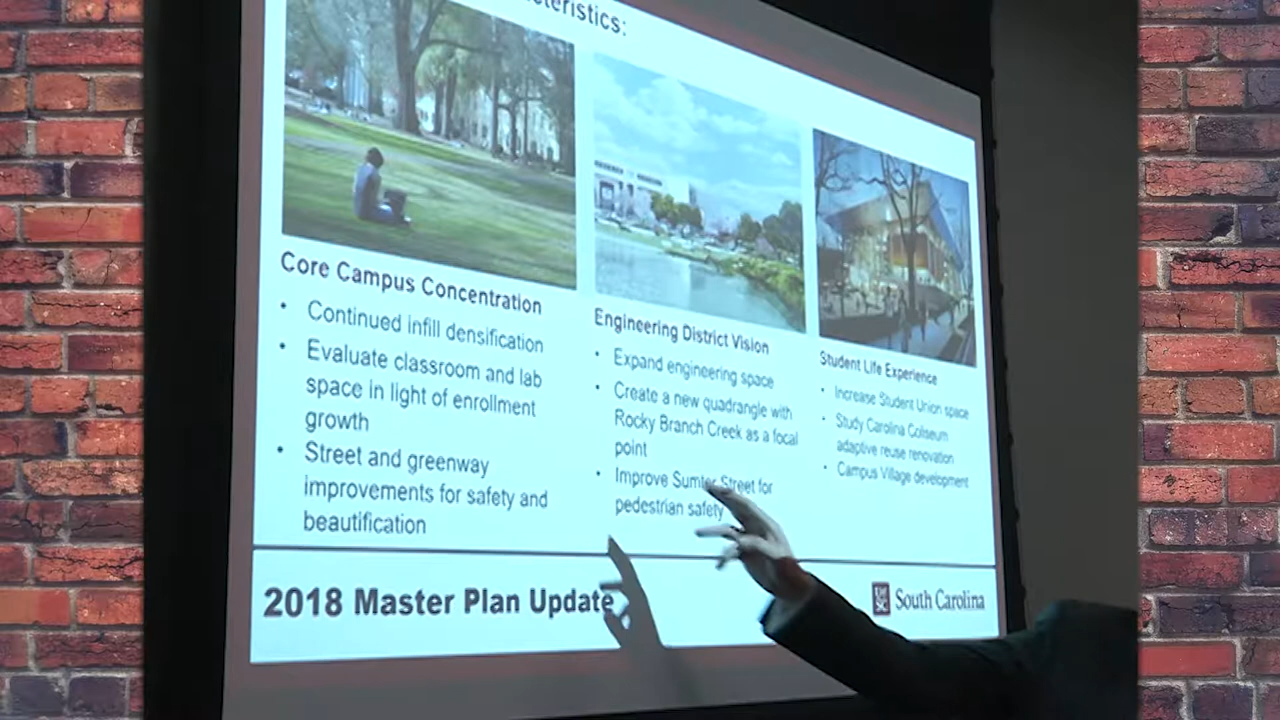 cteristics:
Core Campus Concentration
• Continued infill densification
• Evaluate classroom and lab
space in light of enrollment
growth
• Street and greenway
improvements for safety and
beautification
Engineering District Vision
• Expand engineering space
• Create a new quadrangle with
Rocky Branch Creek as a focal
point
• Improve Sumter Street for
pedestrian safety
Student Life Experience
• Increase Student Union space
• Study Carolina Coliseum
adaptive reuse renovation
• Campus Village development
2018 Master Plan Update
South Carolina